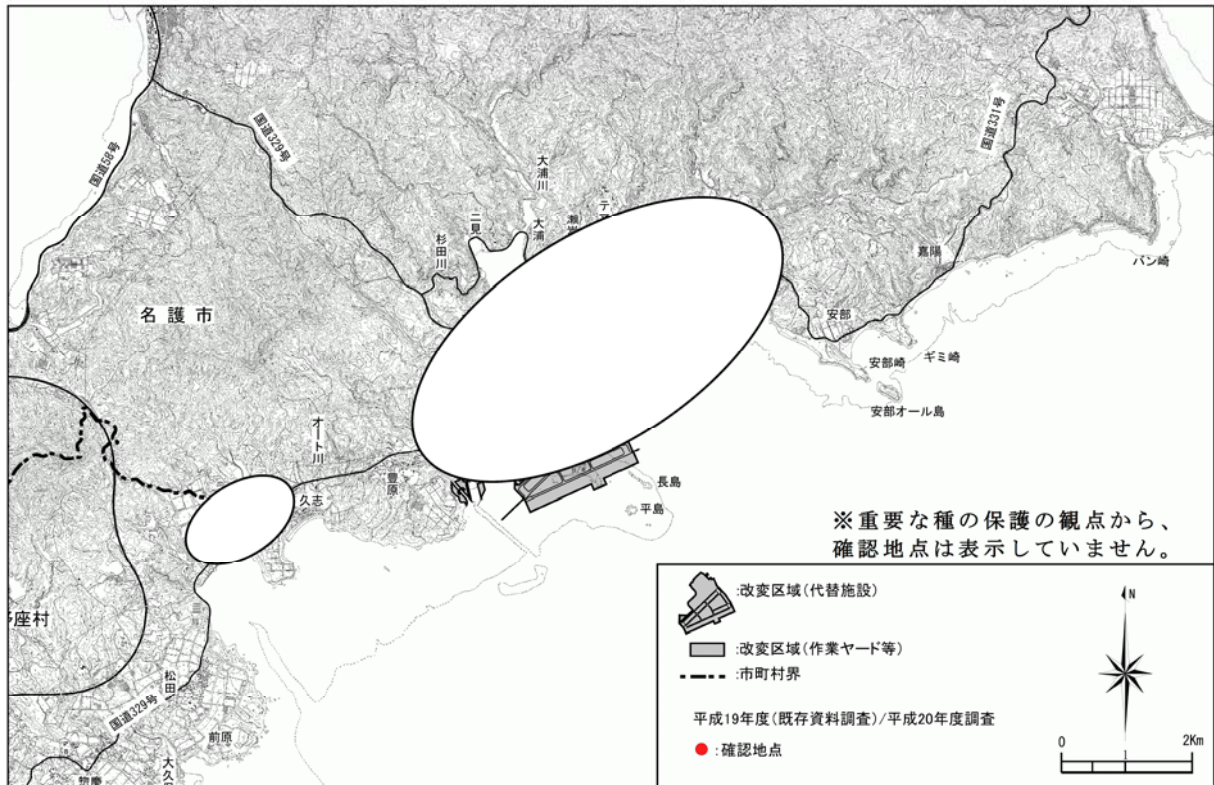 国道58号
国道329号
大浦川
二見
大浦
杉田川
国道331号
嘉陽
バン崎
安部
安部崎
ギミ崎
安部オール島
名護市
オート川
久志
豊原
長島
平島
※重要な種の保護の観点から、
確認地点は表示していません。
松田
国道329号
前原
:改変区域(代替施設)
:改変区域(作業ヤード等)
:市町村界
平成19年度(既存資料調査)/平成20年度調査
:確認地点
N
0
1
2Km